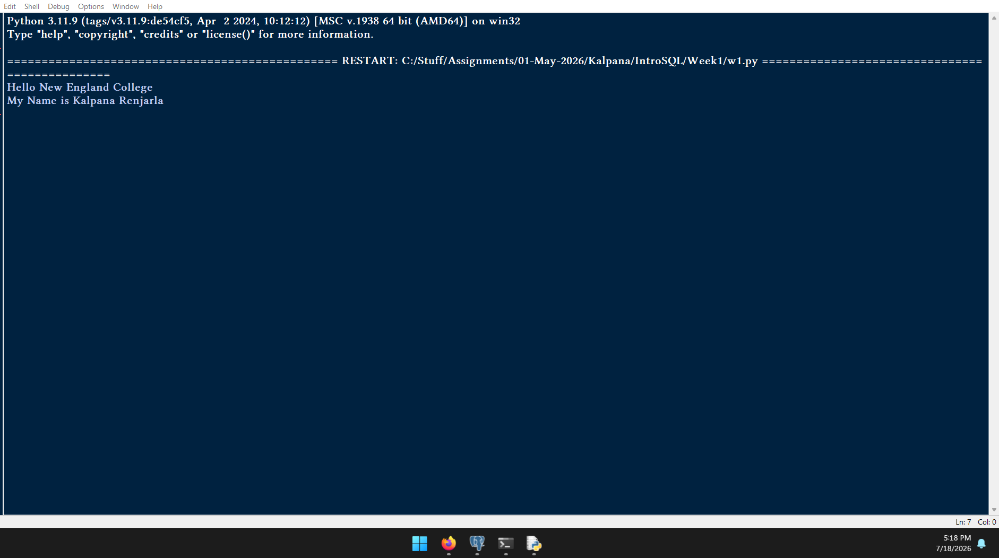 Edit Shell Debug Options Window Help
Python 3.11.9 (tags/v3.11.9:de54cf5, Apr  2 2024, 10:12:12) [MSC v.1938 64 bit (AMD64)] on win32
Type "help", "copyright", "credits" or "license()" for more information.
================================================ RESTART: C:/Stuff/Assignments/01-May-2026/Kalpana/IntroSQL/Week1/w1.py ================================
===============
Hello New England College
My Name is Kalpana Renjarla
Ln: 7 Col: 0
5:18 PM
7/18/2026